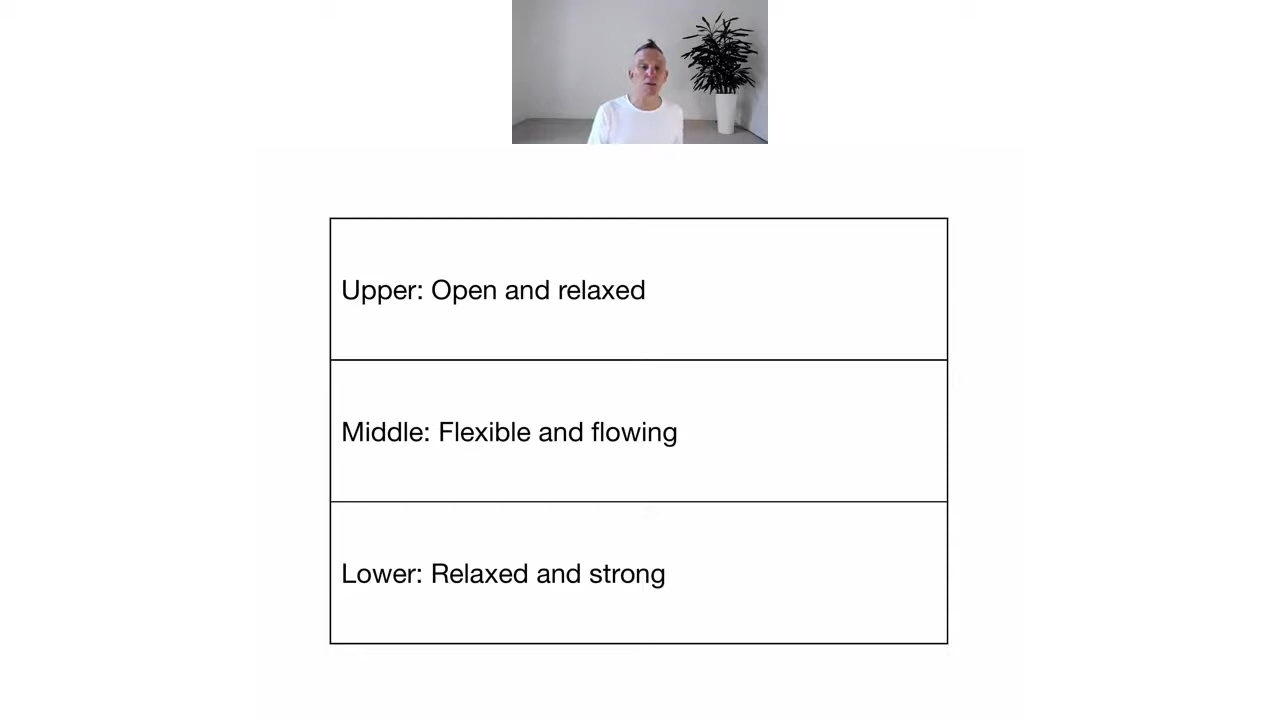 Upper: Open and relaxed
Middle: Flexible and flowing
Lower: Relaxed and strong